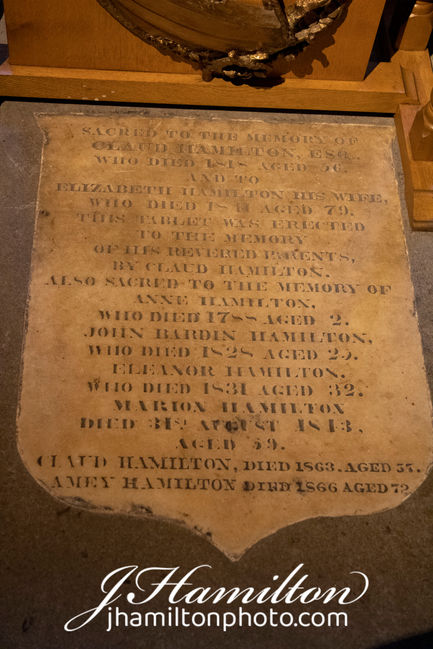 SACRED TO THE MEMORY OF
CLAUD HAMILTON, ESQ.
WHO DIED 1818 AGED 56.
AND TO
ELIZABETH HAMILTON HIS WIFE,
WHO DIED AGED 79.
THIS TABLET WAS ERECTED
TO THE MEMORY
OF HIS REVERED PARENTS,
BY CLAUD HAMILTON.
ALSO SACRED TO THE MEMORY OF
ANNE HAMILTON,
WHO DIED 1788 AGED 2.
JOHN BARDIN HAMILTON,
WHO DIED 1828 AGED 25.
ELEANOR HAMILTON.
WHO DIED 1831 AGED 32.
MARION HAMILTON
DIED 31st AUGUST 1843,
AGED 59.
CLAUD HAMILTON, DIED 1863. AGED
AMEY HAMILTON DIED 1866 AGED 72
J Hamilton
jhamiltonphoto.com